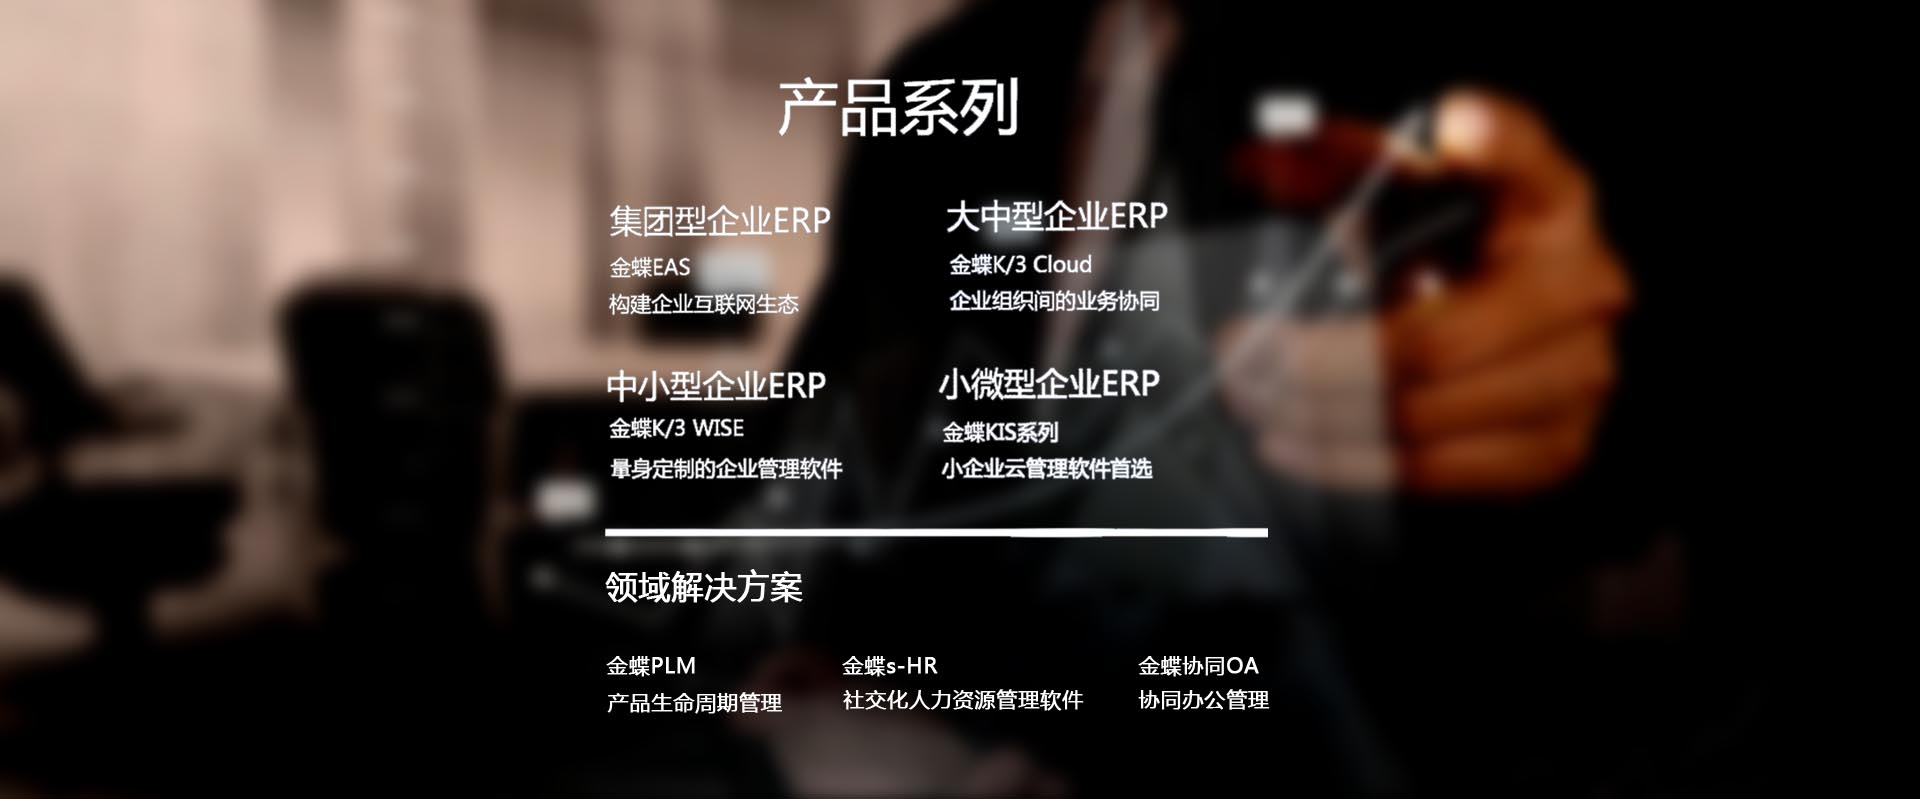 产品系列
集团型企业ERP
金蝶EAS
构建企业互联网生态
大中型企业ERP
金蝶K/3 Cloud
企业组织间的业务协同
中小型企业ERP
金蝶K/3 WISE
量身定制的企业管理软件
小微型企业ERP
金蝶KIS系列
小企业云管理软件首选
领域解决方案
金蝶PLM
产品生命周期管理
金蝶s-HR
社交化人力资源管理软件
金蝶协同OA
协同办公管理